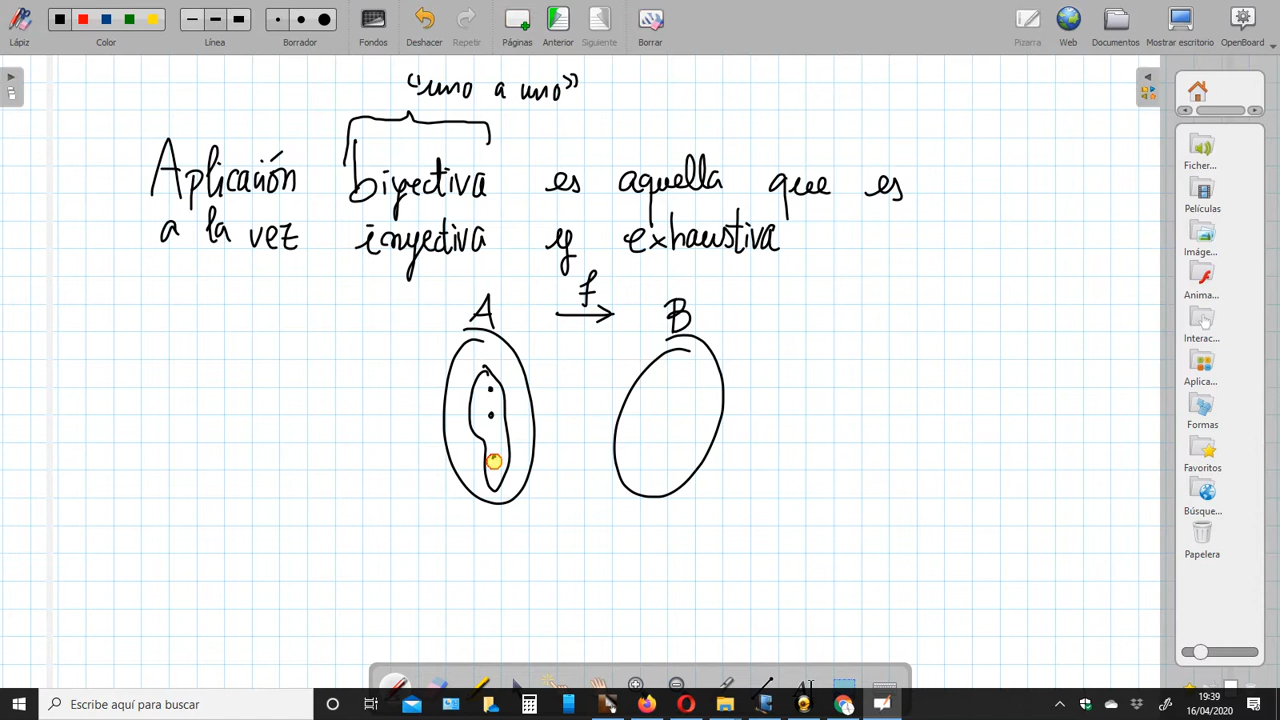 Lápiz Color Línea Borrador Fondos Deshacer Repetir Páginas Anterior Siguiente Borrar Pizarra Web Documentos Mostrar escritorio OpenBoard
“uno a uno”
Aplicación biyectiva es aquella que es
a la vez inyectiva y exhaustiva
f
A B
Ficher...
Películas
Image...
Anima...
Interac...
Aplica...
Formas
Favoritos
Búsque...
Papelera
Escribe aquí para buscar
19:39
16/04/2020